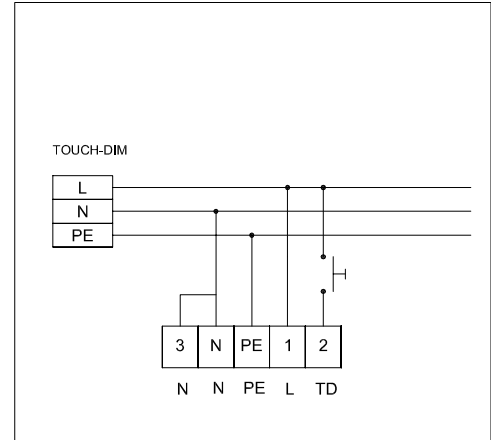 TOUCH-DIM
L
N
PE
3 N PE 1 2
N N PE L TD